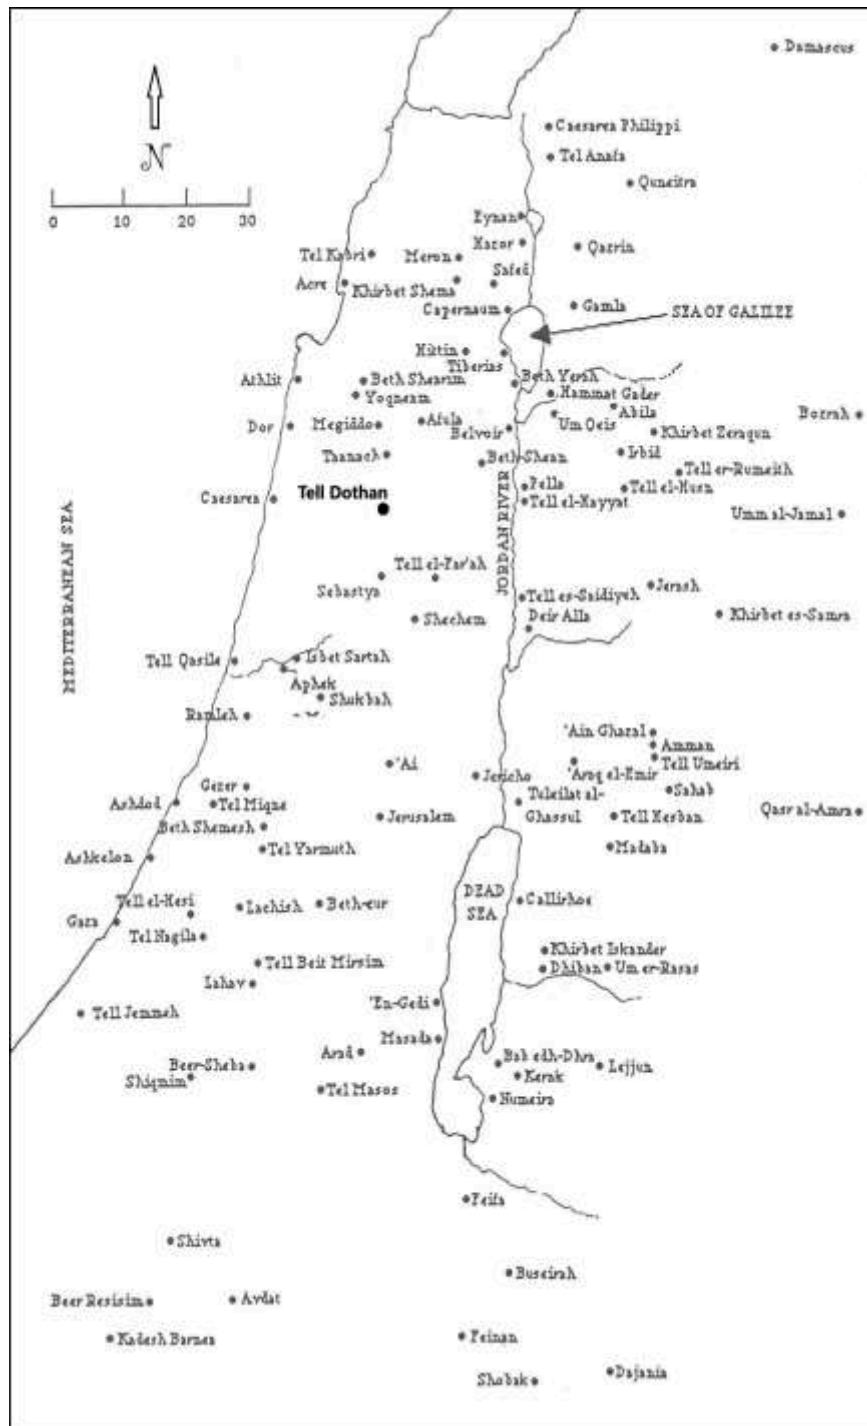 Damascus
Caesarea Philippi
N
Tel Anafa
Quneitra
0 10 20 30
Eynan
Hazor
Qazrin
Tel Kabri
Meron
Safed
Acre
Khirbet Shema
Capernaum
Gamla
SEA OF GALILEE
Hittin
Tiberias
Athlit
Beth Shearim
Beth Yerah
Hammat Gader
Yoqneam
Abila
Bozrah
Dor
Megiddo
Afula
Um Qeis
Belvoir
Khirbet Zeraqun
Thanach
Beth-Shean
Irbid
Tell er-Rumeith
Tell Dothan
Pella
Tell el-Husn
Caesarea
Tell el-Hayyat
Umm al-Jamal
MEDITERRANEAN SEA
JORDAN RIVER
Tell el-Far'ah
Sebastya
Tell es-Saidiyeh
Jerash
Deir Alla
Shechem
Khirbet es-Samra
Tell Qasile
Izbet Sartah
Aphek
Shukbah
Ramleh
'Ain Ghazal
Amman
'Ai
Tell Umeiri
Jericho
'Araq el-Emir
Gezer
Sahab
Ashdod
Tel Miqne
Tuleilat al-
Ghassul
Jerusalem
Tell Hesban
Qasr al-Amra
Beth Shemesh
Tel Yarmuth
Madaba
Ashkelon
DEAD
SEA
Tell el-Hesi
Lachish
Beth-zur
Callirhoe
Gaza
Tel Nagila
Khirbet Iskander
Tell Beit Mirsim
Dhiban
Um er-Rasas
Lahav
'En-Gedi
Tell Jemmeh
Masada
Arad
Bab edh-Dhra
Beer-Sheba
Lejjun
Shiqmim
Kerak
Tel Masos
Numeira
Feifa
Shivta
Buseirah
Beer Resisim
Avdat
Kadesh Barnea
Feinan
Shobak
Dajania